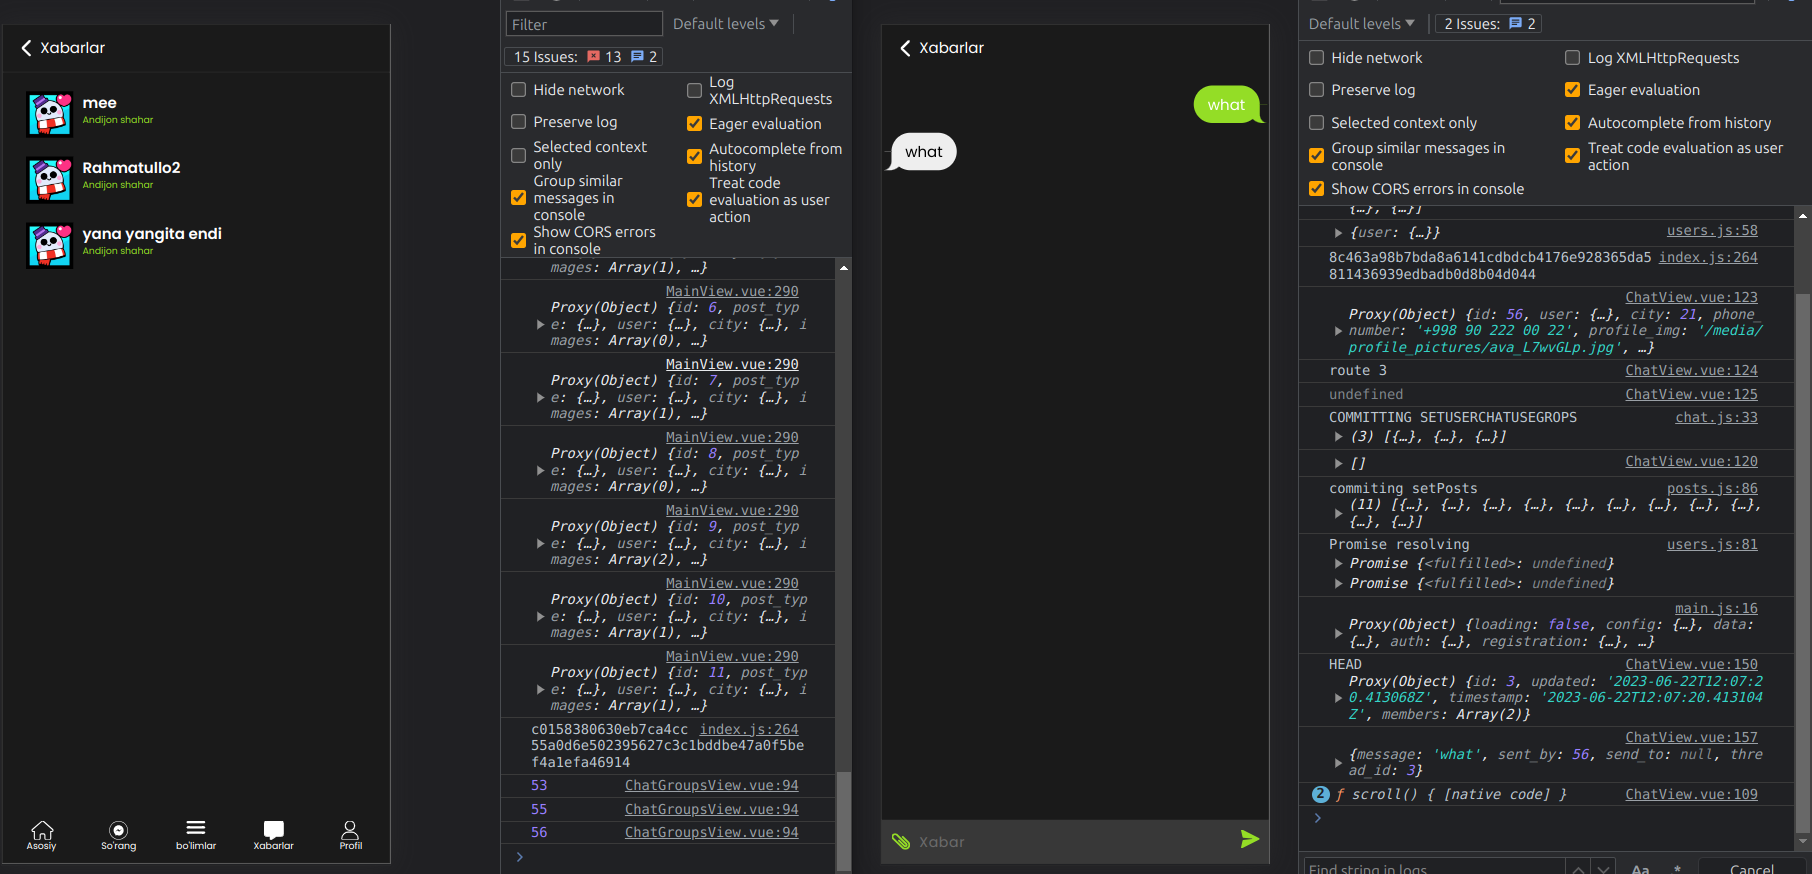 Xabarlar
mee
Andijon shahar
Rahmatullo2
Andijon shahar
yana yangita endi
Andijon shahar
Asosiy
So'rang
bo'limlar
Xabarlar
Profil
Filter
Default levels
15 Issues: 13 2
Hide network
Log
XMLHttpRequests
Preserve log
Eager evaluation
Selected context
only
Autocomplete from
history
Group similar
messages in
console
Treat code
evaluation as user
action
Show CORS errors
in console
mages: Array(1), …}
MainView.vue:290
Proxy(Object) {id: 6, post_typ
e: {…}, user: {…}, city: {…}, i
mages: Array(0), …}
MainView.vue:290
Proxy(Object) {id: 7, post_typ
e: {…}, user: {…}, city: {…}, i
mages: Array(1), …}
MainView.vue:290
Proxy(Object) {id: 8, post_typ
e: {…}, user: {…}, city: {…}, i
mages: Array(0), …}
MainView.vue:290
Proxy(Object) {id: 9, post_typ
e: {…}, user: {…}, city: {…}, i
mages: Array(2), …}
MainView.vue:290
Proxy(Object) {id: 10, post_typ
e: {…}, user: {…}, city: {…}, i
mages: Array(1), …}
MainView.vue:290
Proxy(Object) {id: 11, post_typ
e: {…}, user: {…}, city: {…}, i
mages: Array(1), …}
c0158380630eb7ca4cc index.js:264
55a0d6e502395627c3c1bddbe47a0f5be
f4a1efa46914
53 ChatGroupsView.vue:94
55 ChatGroupsView.vue:94
56 ChatGroupsView.vue:94
Xabarlar
what
what
Xabar
Default levels
2 Issues: 2
Hide network
Log XMLHttpRequests
Preserve log
Eager evaluation
Selected context only
Autocomplete from history
Group similar messages in
console
Treat code evaluation as user
action
Show CORS errors in console
{…}, {…}]
{user: {…}} users.js:58
8c463a98b7bda8a6141cdbdcb4176e928365da5 index.js:264
811436939edbadb0d8b04d044
ChatView.vue:123
Proxy(Object) {id: 56, user: {…}, city: 21, phone_
number: '+998 90 222 00 22', profile_img: '/media/
profile_pictures/ava_L7wvGLp.jpg', …}
route 3 ChatView.vue:124
undefined ChatView.vue:125
COMMITTING SETUSERCHATUSEGROPS chat.js:33
(3) [{…}, {…}, {…}]
[] ChatView.vue:120
commiting setPosts posts.js:86
(11) [{…}, {…}, {…}, {…}, {…}, {…}, {…}, {…}, {…},
{…}, {…}]
Promise resolving users.js:81
Promise {<fulfilled>: undefined}
Promise {<fulfilled>: undefined}
main.js:16
Proxy(Object) {loading: false, config: {…}, data:
{…}, auth: {…}, registration: {…}, …}
HEAD ChatView.vue:150
Proxy(Object) {id: 3, updated: '2023-06-22T12:07:2
0.413068Z', timestamp: '2023-06-22T12:07:20.413104
Z', members: Array(2)}
ChatView.vue:157
{message: 'what', sent_by: 56, send_to: null, thre
ad_id: 3}
2 ƒ scroll() { [native code] } ChatView.vue:109
Find string in logs
Aa .* Cancel